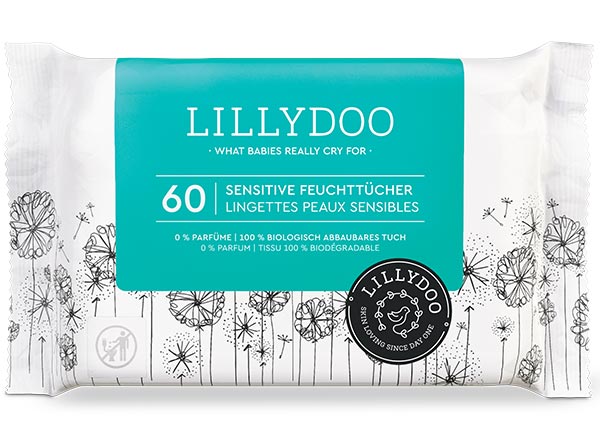 LILLYDOO
· WHAT BABIES REALLY CRY FOR ·
60
SENSITIVE FEUCHTTÜCHER
LINGETTES PEAUX SENSIBLES
0 % PARFÜME | 100 % BIOLOGISCH ABBAUBARES TUCH
0 % PARFUM | TISSU 100 % BIODÉGRADABLE
LILLYDOO
SKIN LOVING SINCE DAY ONE